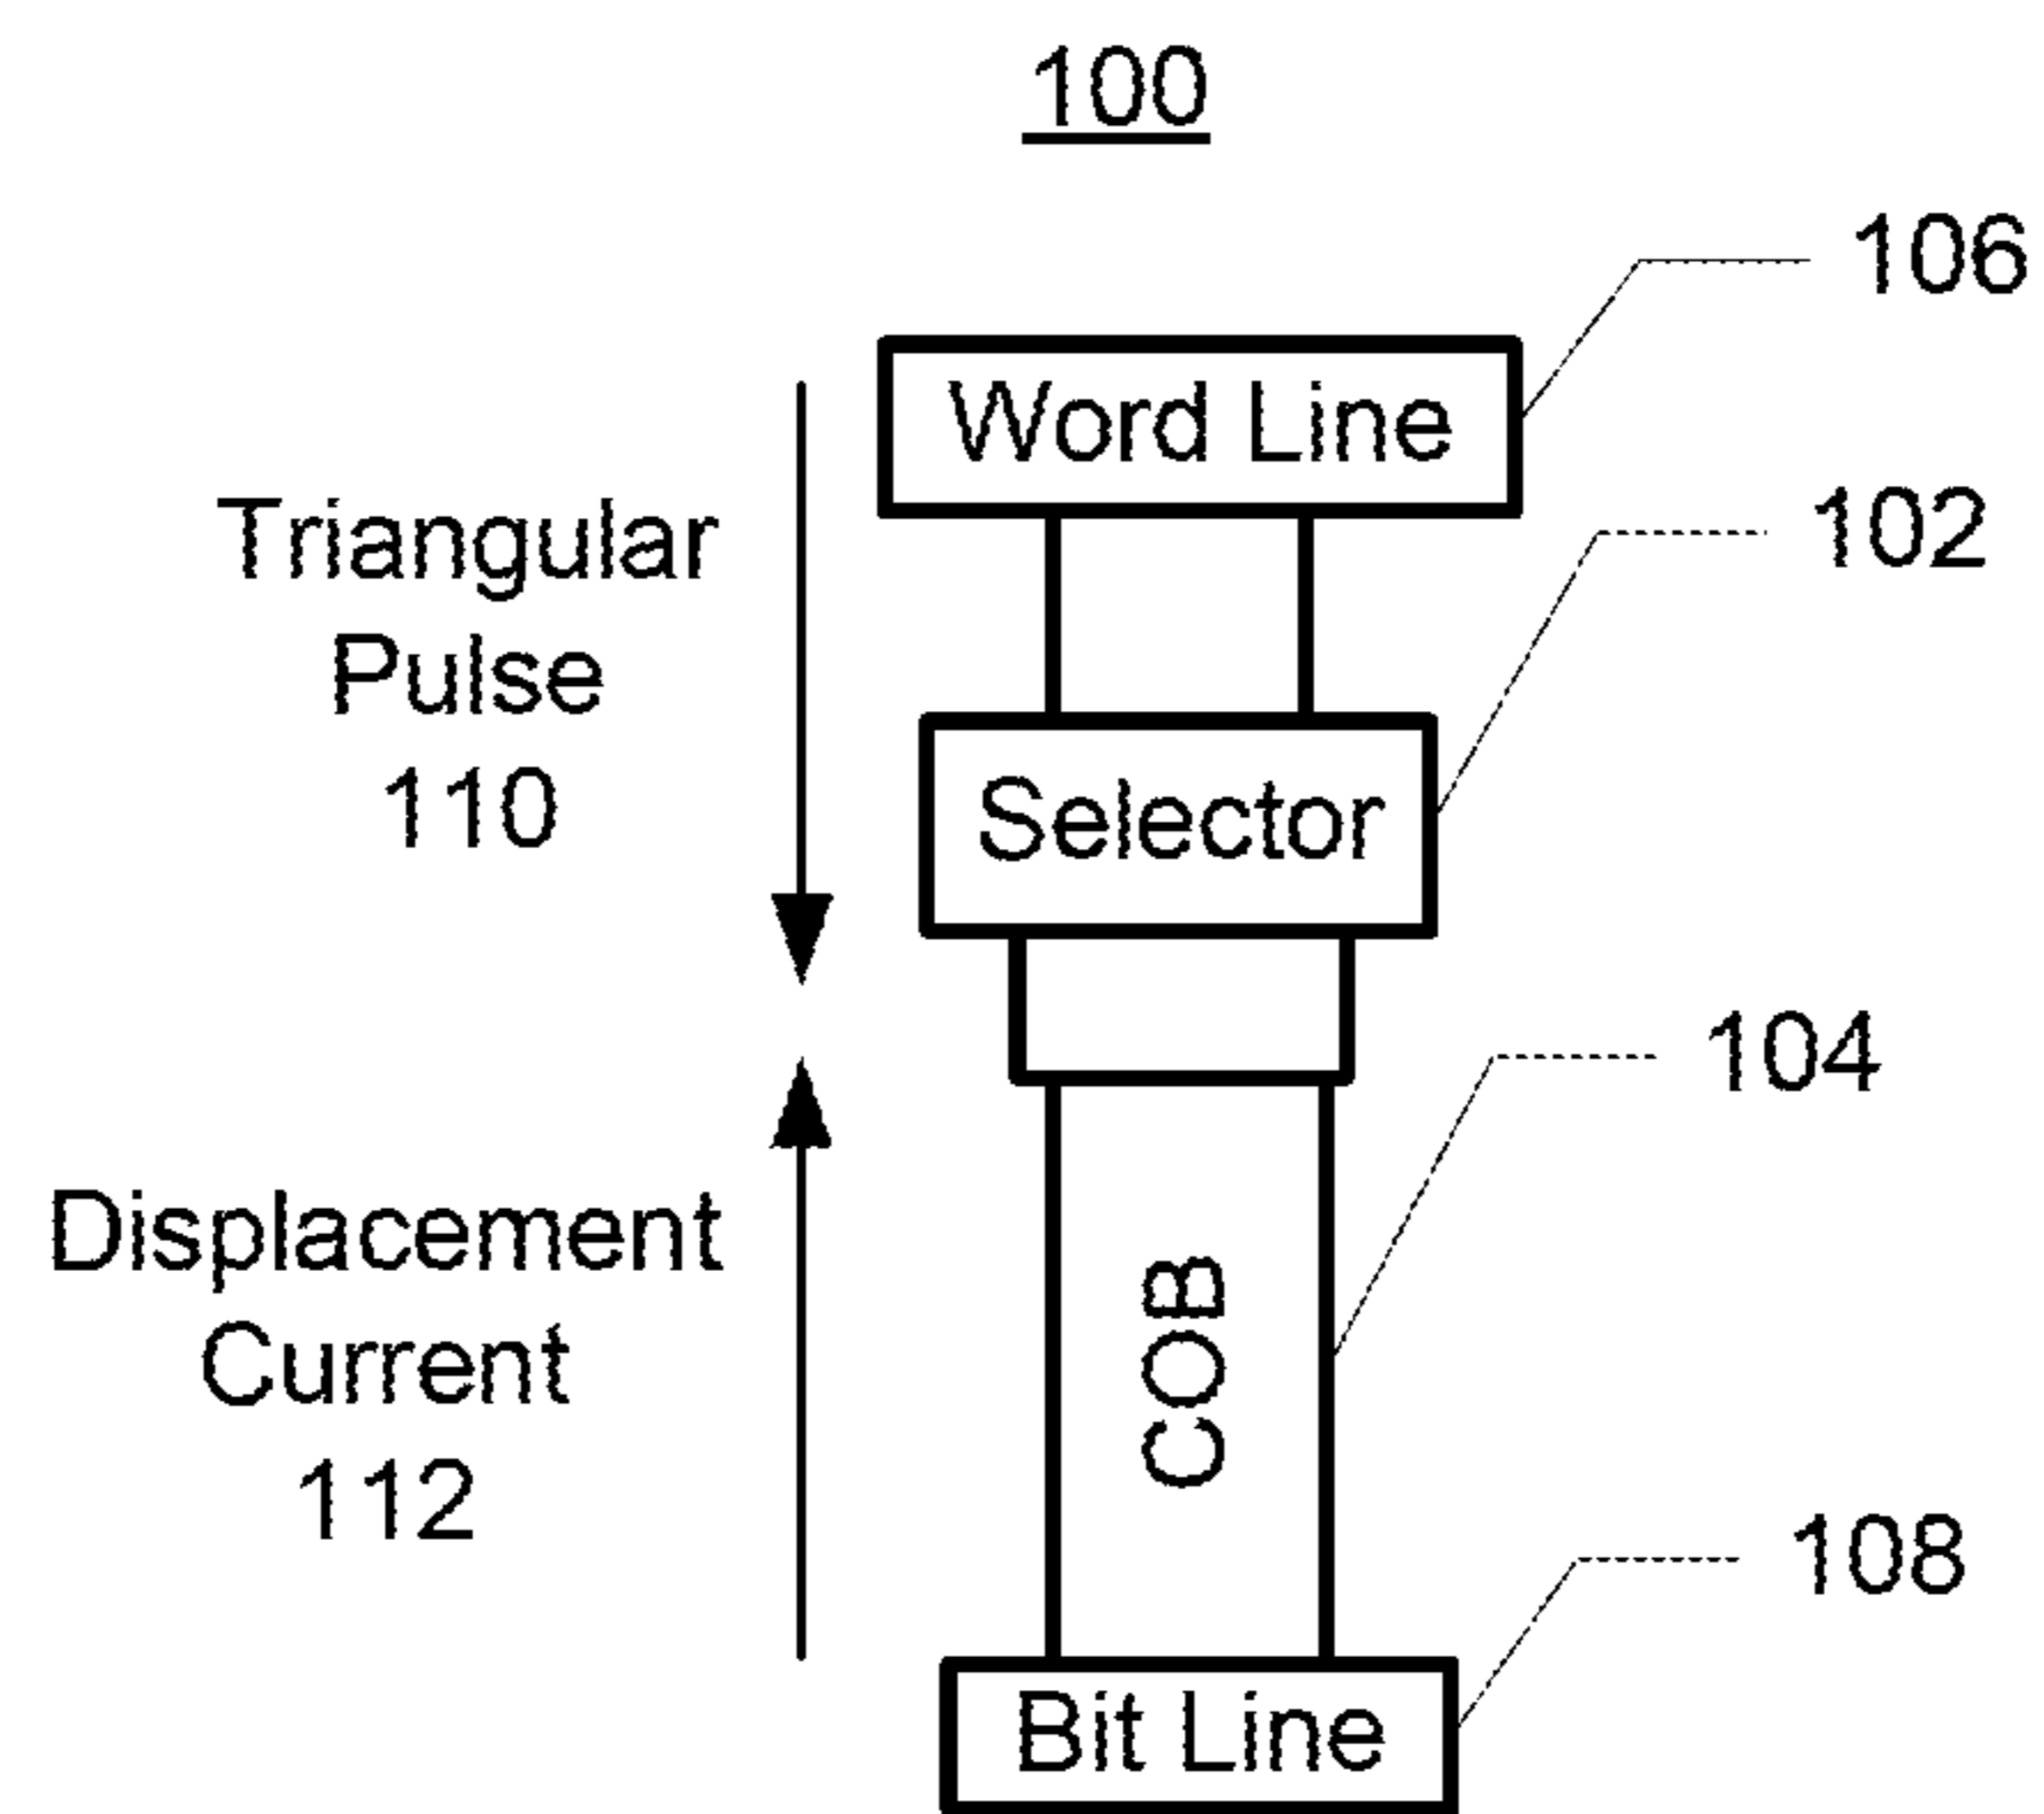 100
106
Word Line
102
Triangular
Pulse
110
Selector
104
Displacement
Current
112
COB
108
Bit Line